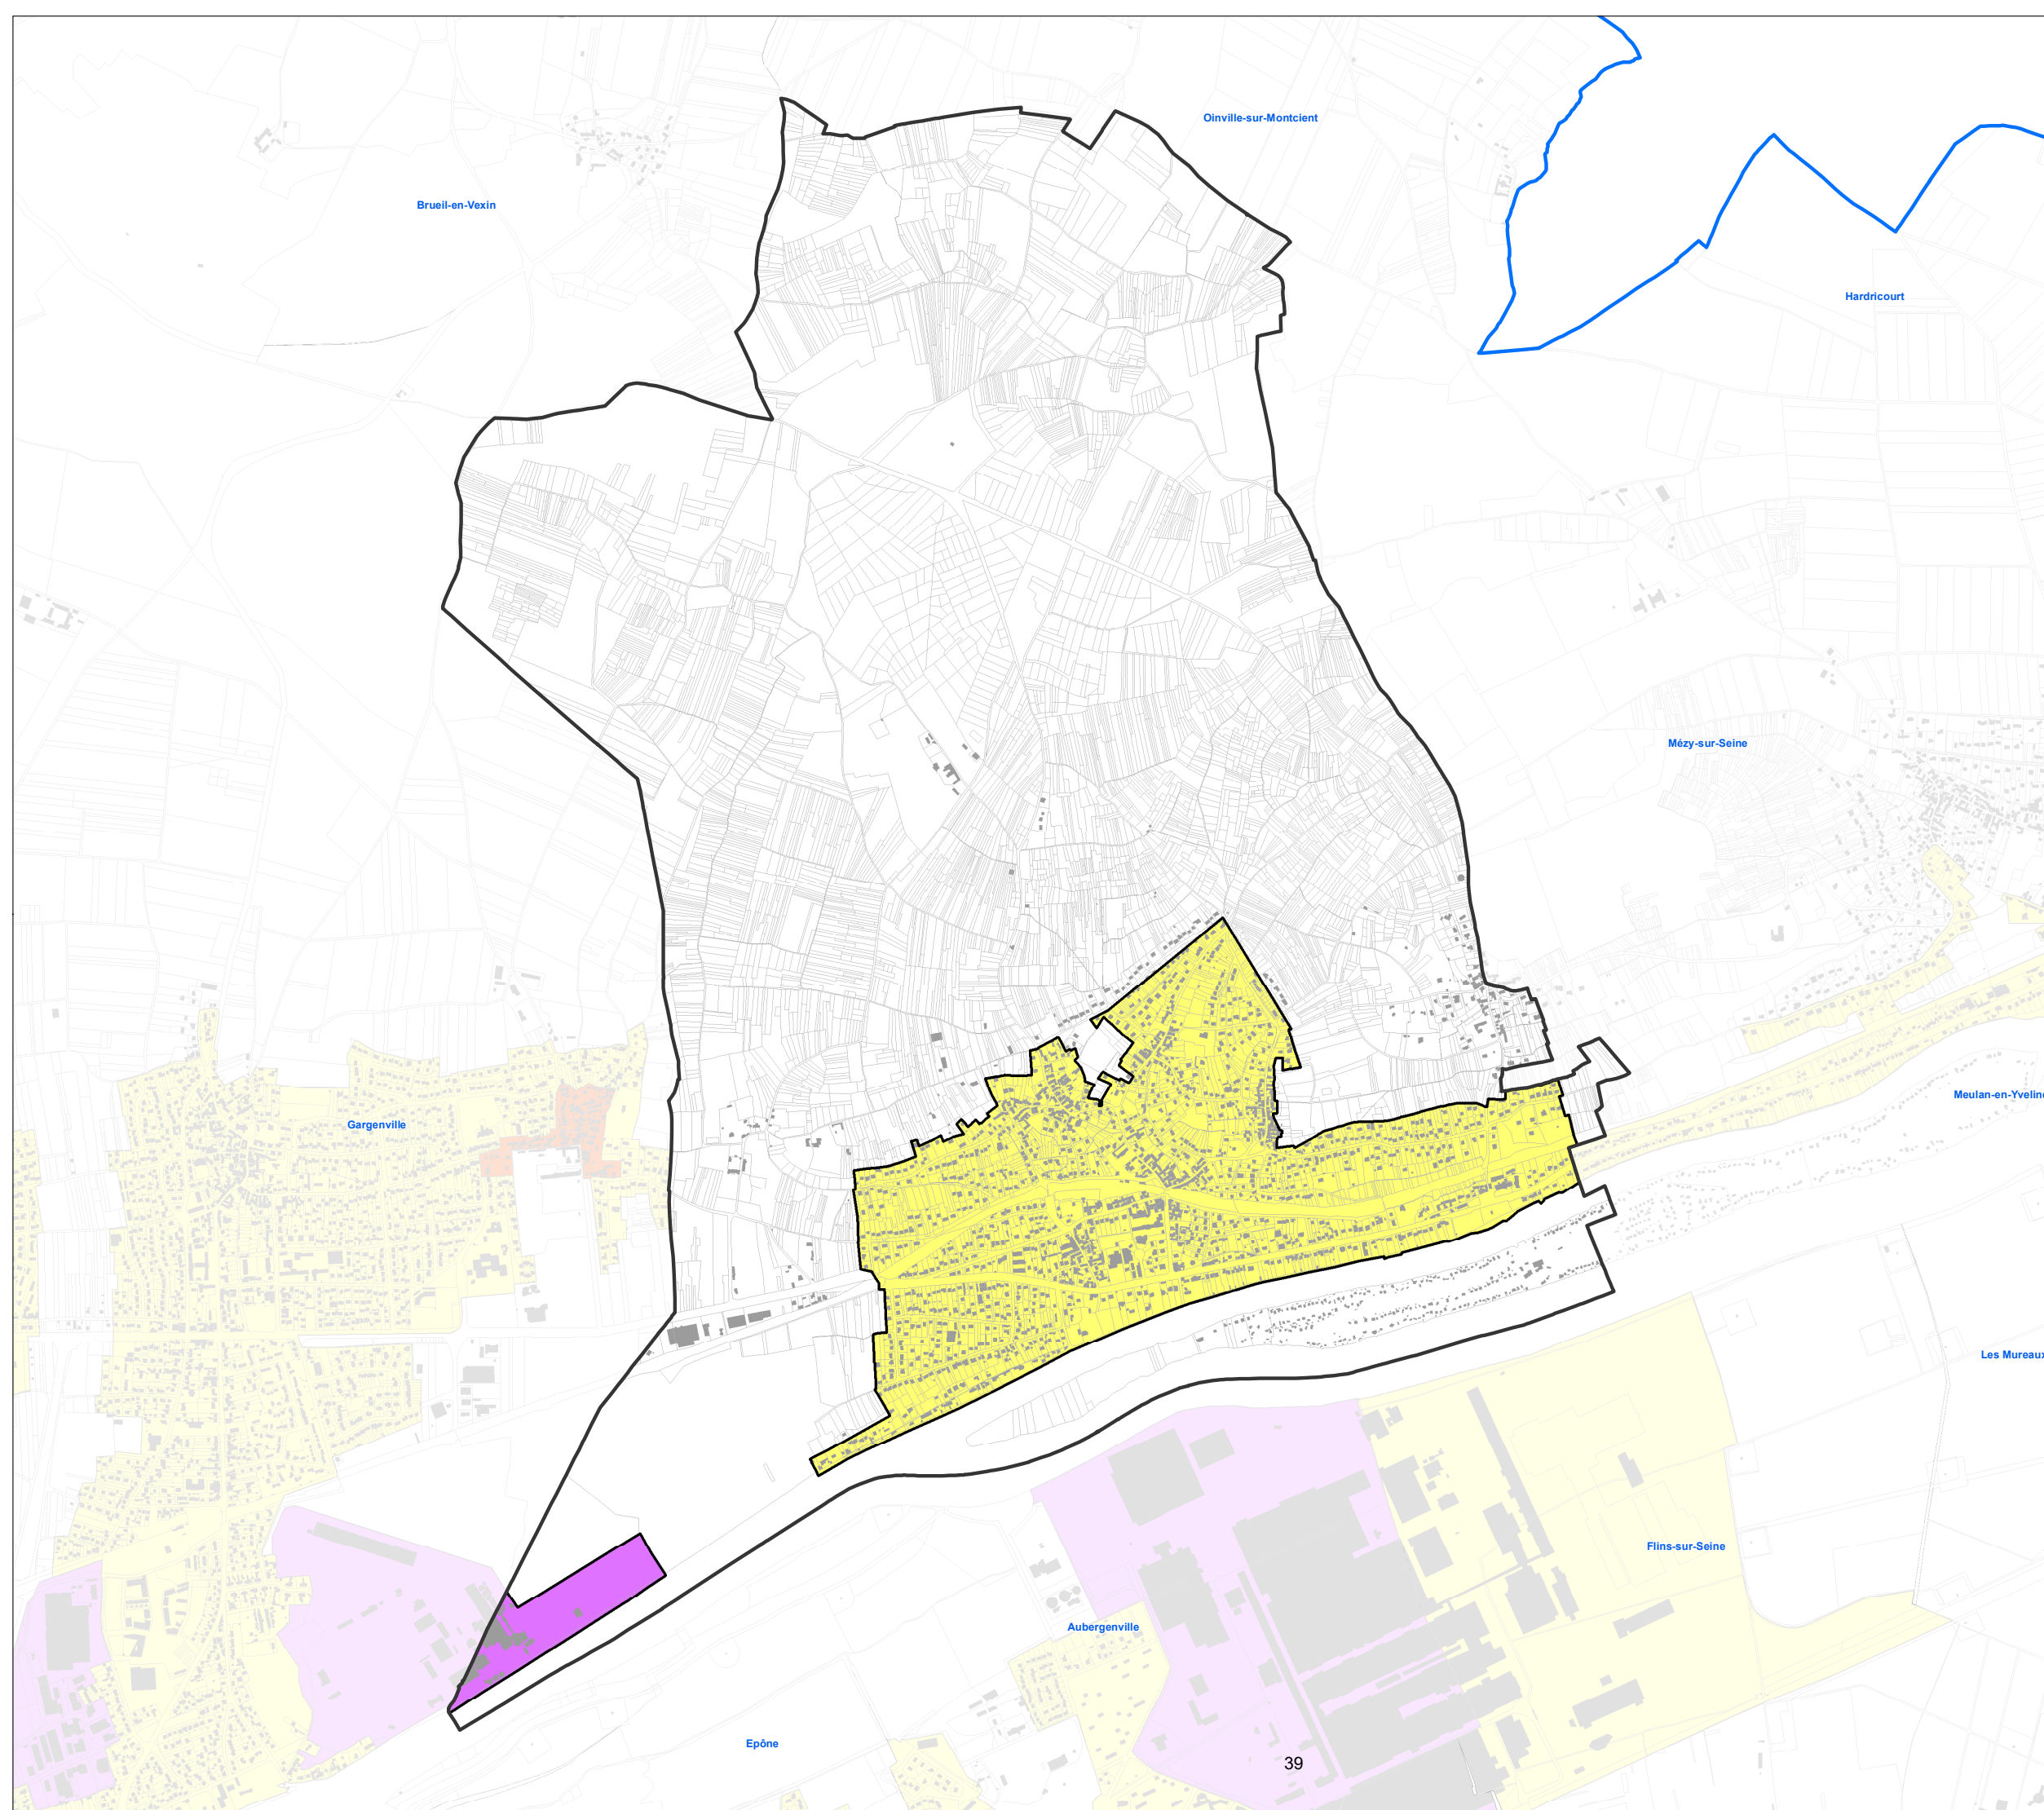 Oinville-sur-Montcient
Brueil-en-Vexin
Hardricourt
Mézy-sur-Seine
Meulan-en-Yveline
Gargenville
Les Mureaux
Flins-sur-Seine
Aubergenville
Epône
39